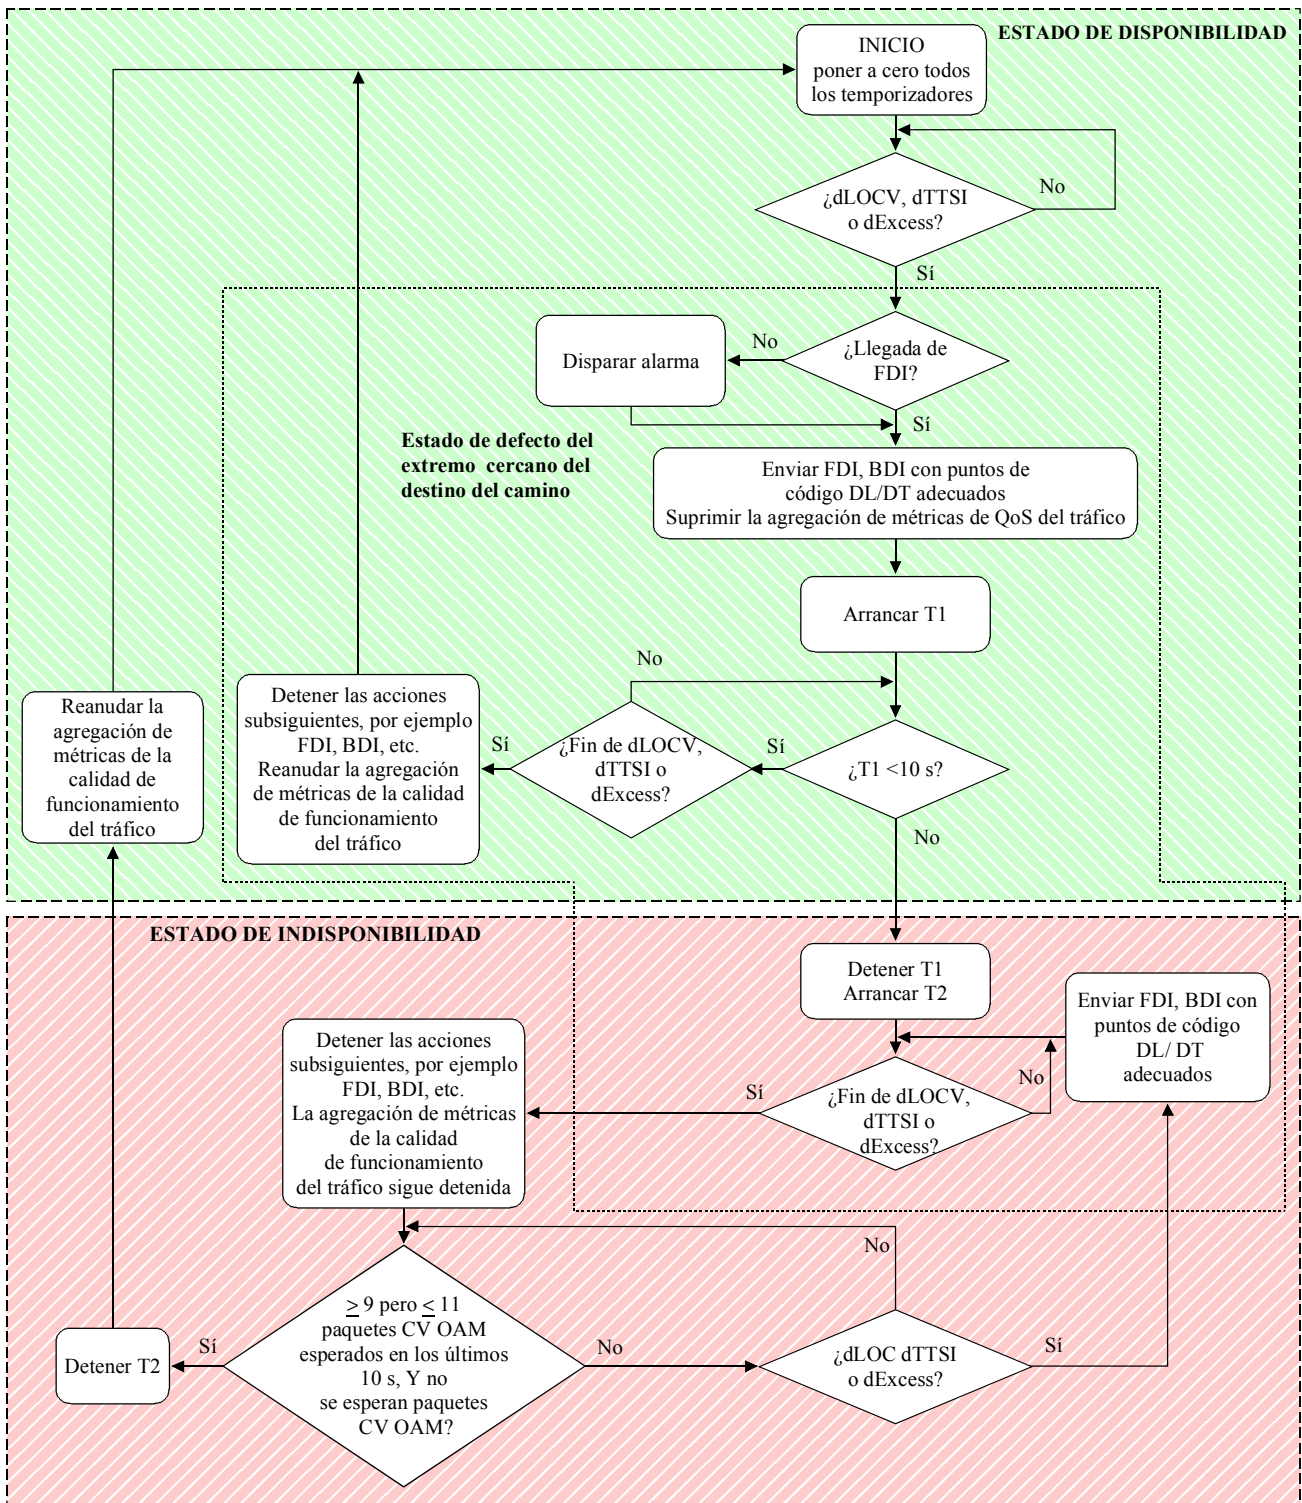 ESTADO DE DISPONIBILIDAD
INICIO
poner a cero todos
los temporizadores
¿dLOCV, dTTSI
o dExcess?
No
Sí
¿Llegada de
FDI?
No
Disparar alarma
Sí
Estado de defecto del
extremo cercano del
destino del camino
Enviar FDI, BDI con puntos de
código DL/DT adecuados
Suprimir la agregación de métricas de QoS del tráfico
Arrancar T1
No
¿T1 <10 s?
Sí
¿Fin de dLOCV,
dTTSI o
dExcess?
Sí
Detener las acciones
subsiguientes, por ejemplo
FDI, BDI, etc.
Reanudar la agregación
de métricas de la calidad
de funcionamiento
del tráfico
Reanudar la
agregación de
métricas de la
calidad de
funcionamiento
del tráfico
No
ESTADO DE INDISPONIBILIDAD
Detener T1
Arrancar T2
Enviar FDI, BDI con
puntos de código
DL/ DT
adecuados
No
¿Fin de dLOCV,
dTTSI o
dExcess?
Sí
Detener las acciones
subsiguientes, por ejemplo
FDI, BDI, etc.
La agregación de métricas
de la calidad
de funcionamiento
del tráfico sigue detenida
No
≥ 9 pero ≤ 11
paquetes CV OAM
esperados en los últimos
10 s, Y no
se esperan paquetes
CV OAM?
Sí
Detener T2
No
¿dLOC dTTSI
o dExcess?
Sí